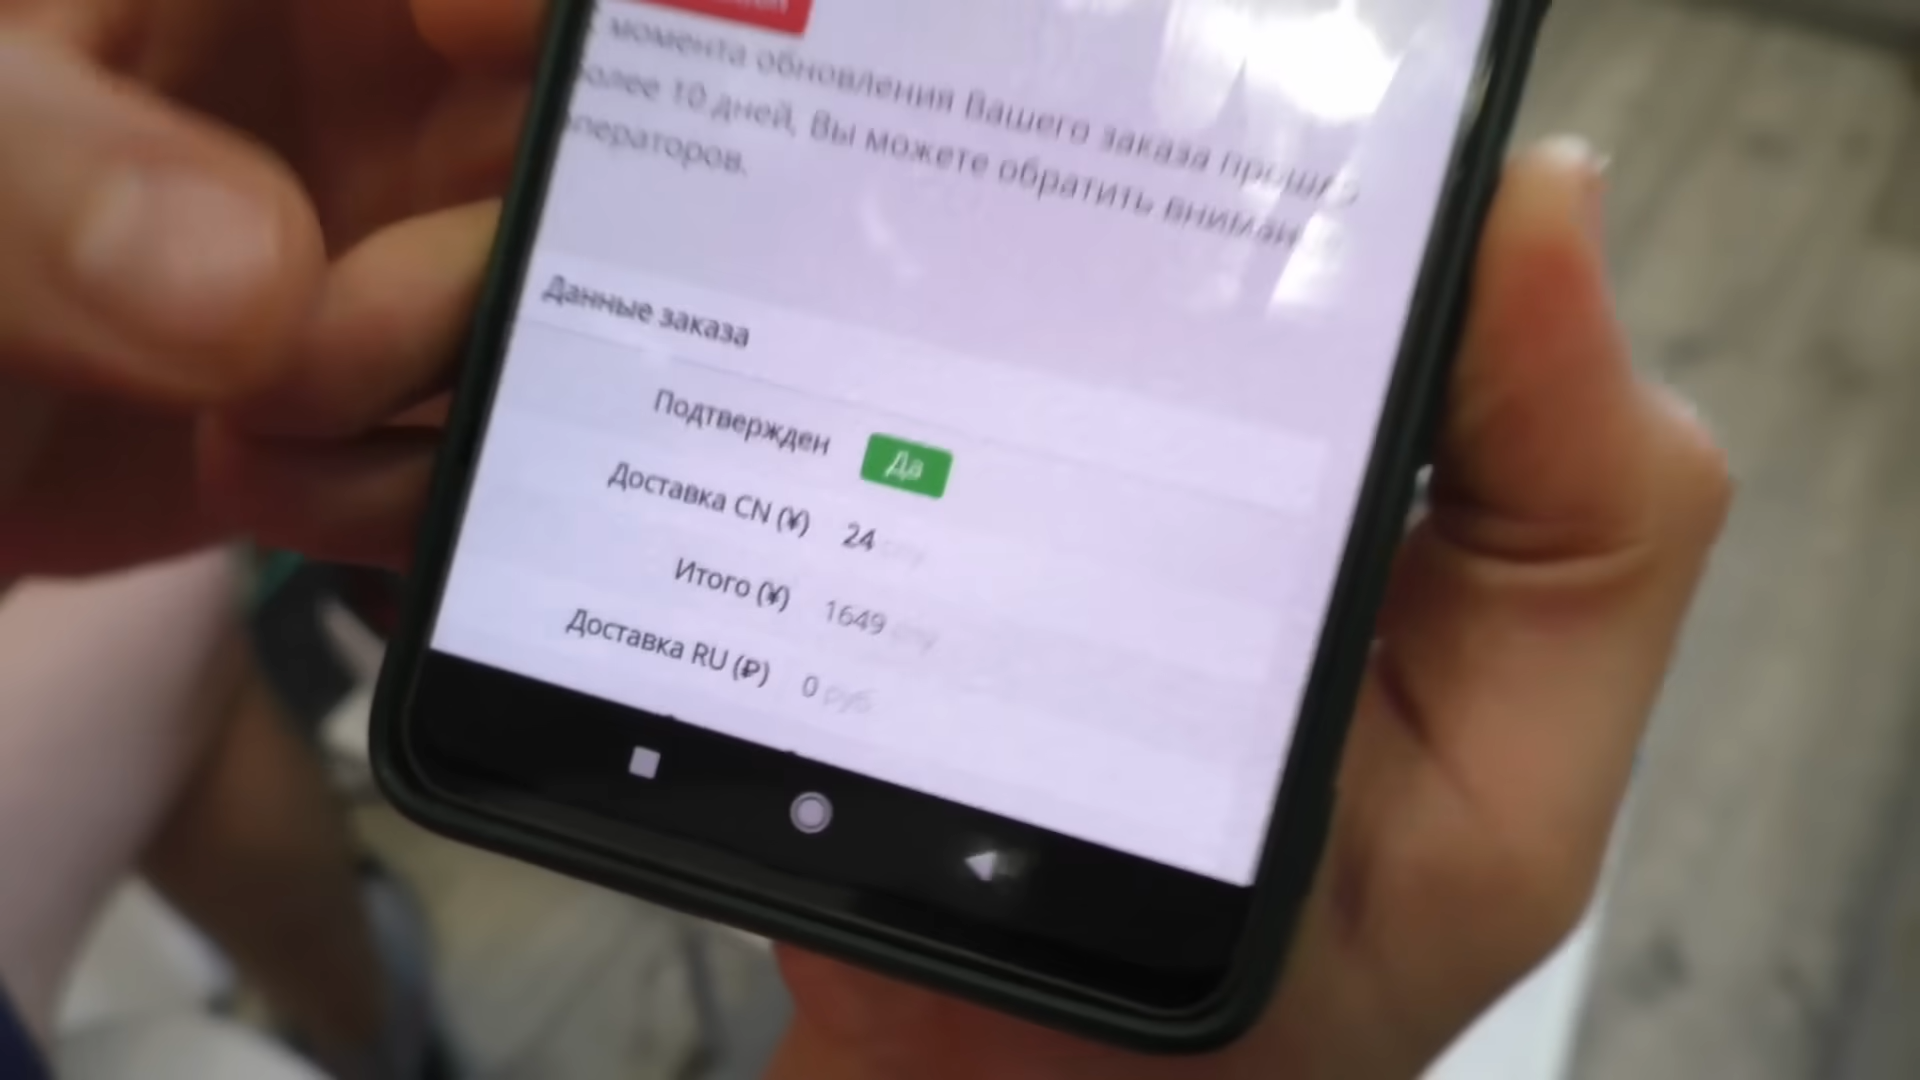 момента обновления Вашего заказа прошло
более 10 дней, Вы можете обратить
операторов.
Данные заказа
Подтвержден Да
Доставка CN (¥) 24
Итого (¥) 1649
Доставка RU (₽) 0 руб